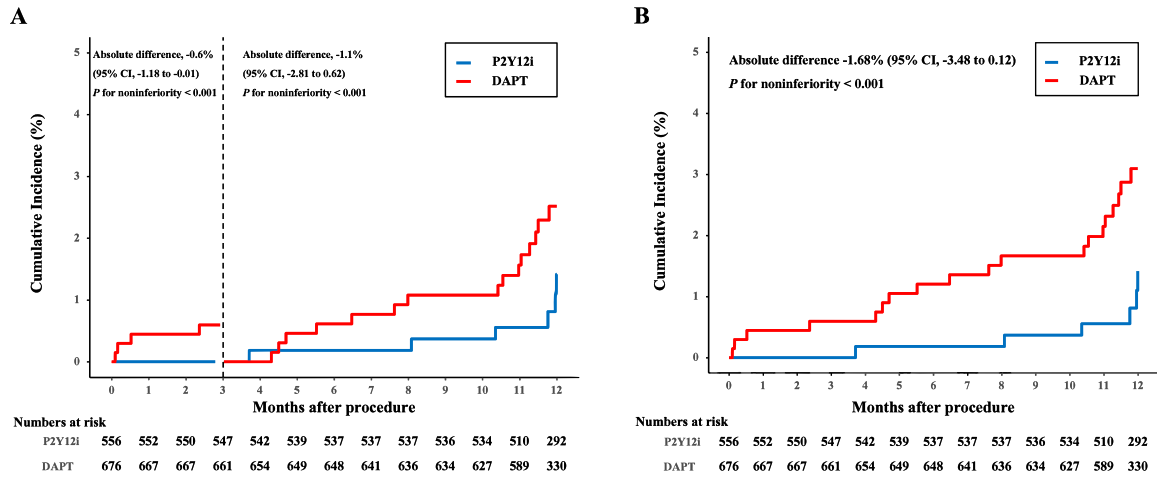 A
Absolute difference, -0.6%
(95% CI, -1.18 to -0.01)
P for noninferiority < 0.001
Absolute difference, -1.1%
(95% CI, -2.81 to 0.62)
P for noninferiority < 0.001
P2Y12i
DAPT
Cumulative Incidence (%)
5
4
3
2
1
0
0 1 2 3 4 5 6 7 8 9 10 11 12
Months after procedure
Numbers at risk
P2Y12i 556 552 550 547 542 539 537 537 537 536 534 510 292
DAPT 676 667 667 661 654 649 648 641 636 634 627 589 330
B
Absolute difference -1.68% (95% CI, -3.48 to 0.12)
P for noninferiority < 0.001
P2Y12i
DAPT
Cumulative Incidence (%)
5
4
3
2
1
0
0 1 2 3 4 5 6 7 8 9 10 11 12
Months after procedure
Numbers at risk
P2Y12i 556 552 550 547 542 539 537 537 537 536 534 510 292
DAPT 676 667 667 661 654 649 648 641 636 634 627 589 330